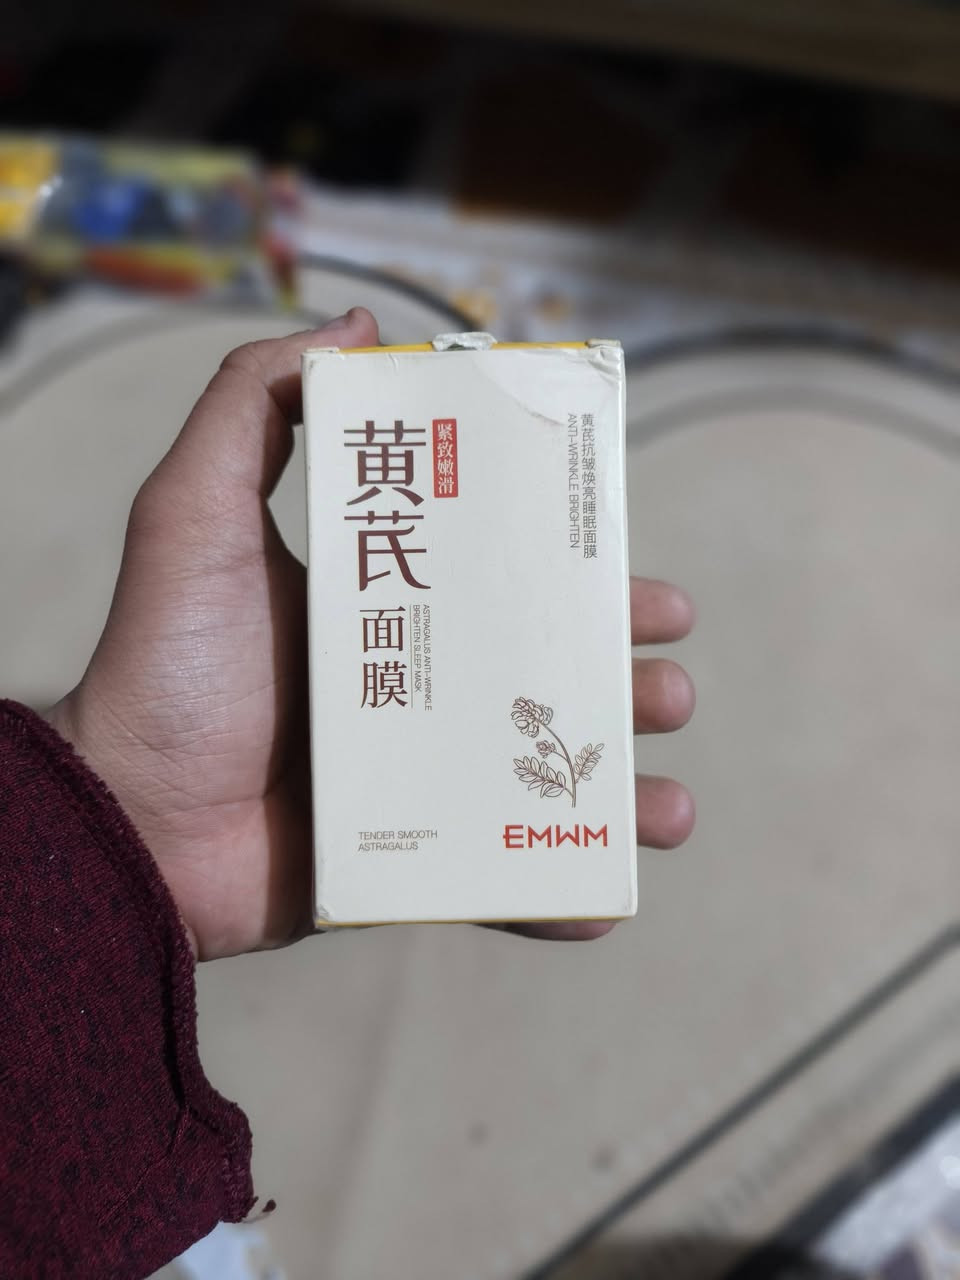 黄芪
面膜
紧致嫩滑
ASTRAGALUS ANTI-WRINKLE
BRIGHTEN SLEEP MASK
黄芪抗皱焕亮睡眠面膜
ANTI-WRINKLE BRIGHTEN
TENDER SMOOTH
ASTRAGALUS
EMWM